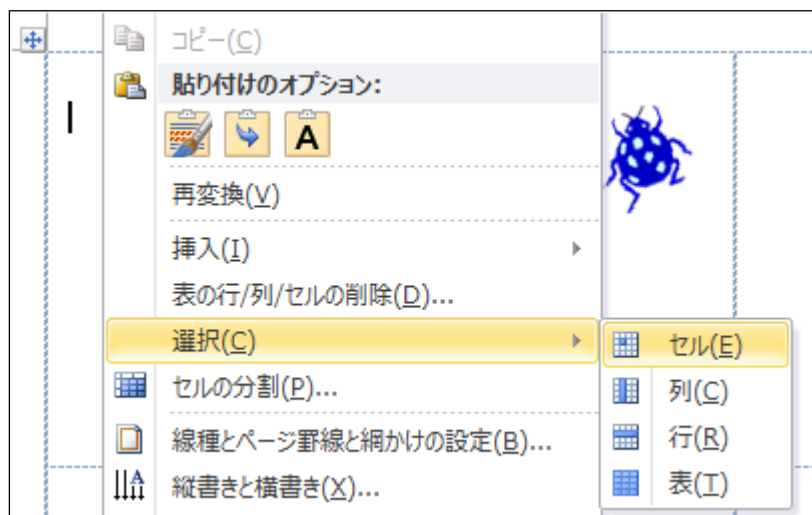 コピー(C)
貼り付けのオプション:
A
再変換(V)
挿入(I)
表の行/列/セルの削除(D)...
選択(C)
セル(E)
列(C)
セルの分割(P)...
行(R)
線種とページ罫線と網かけの設定(B)...
表(T)
縦書きと横書き(X)...